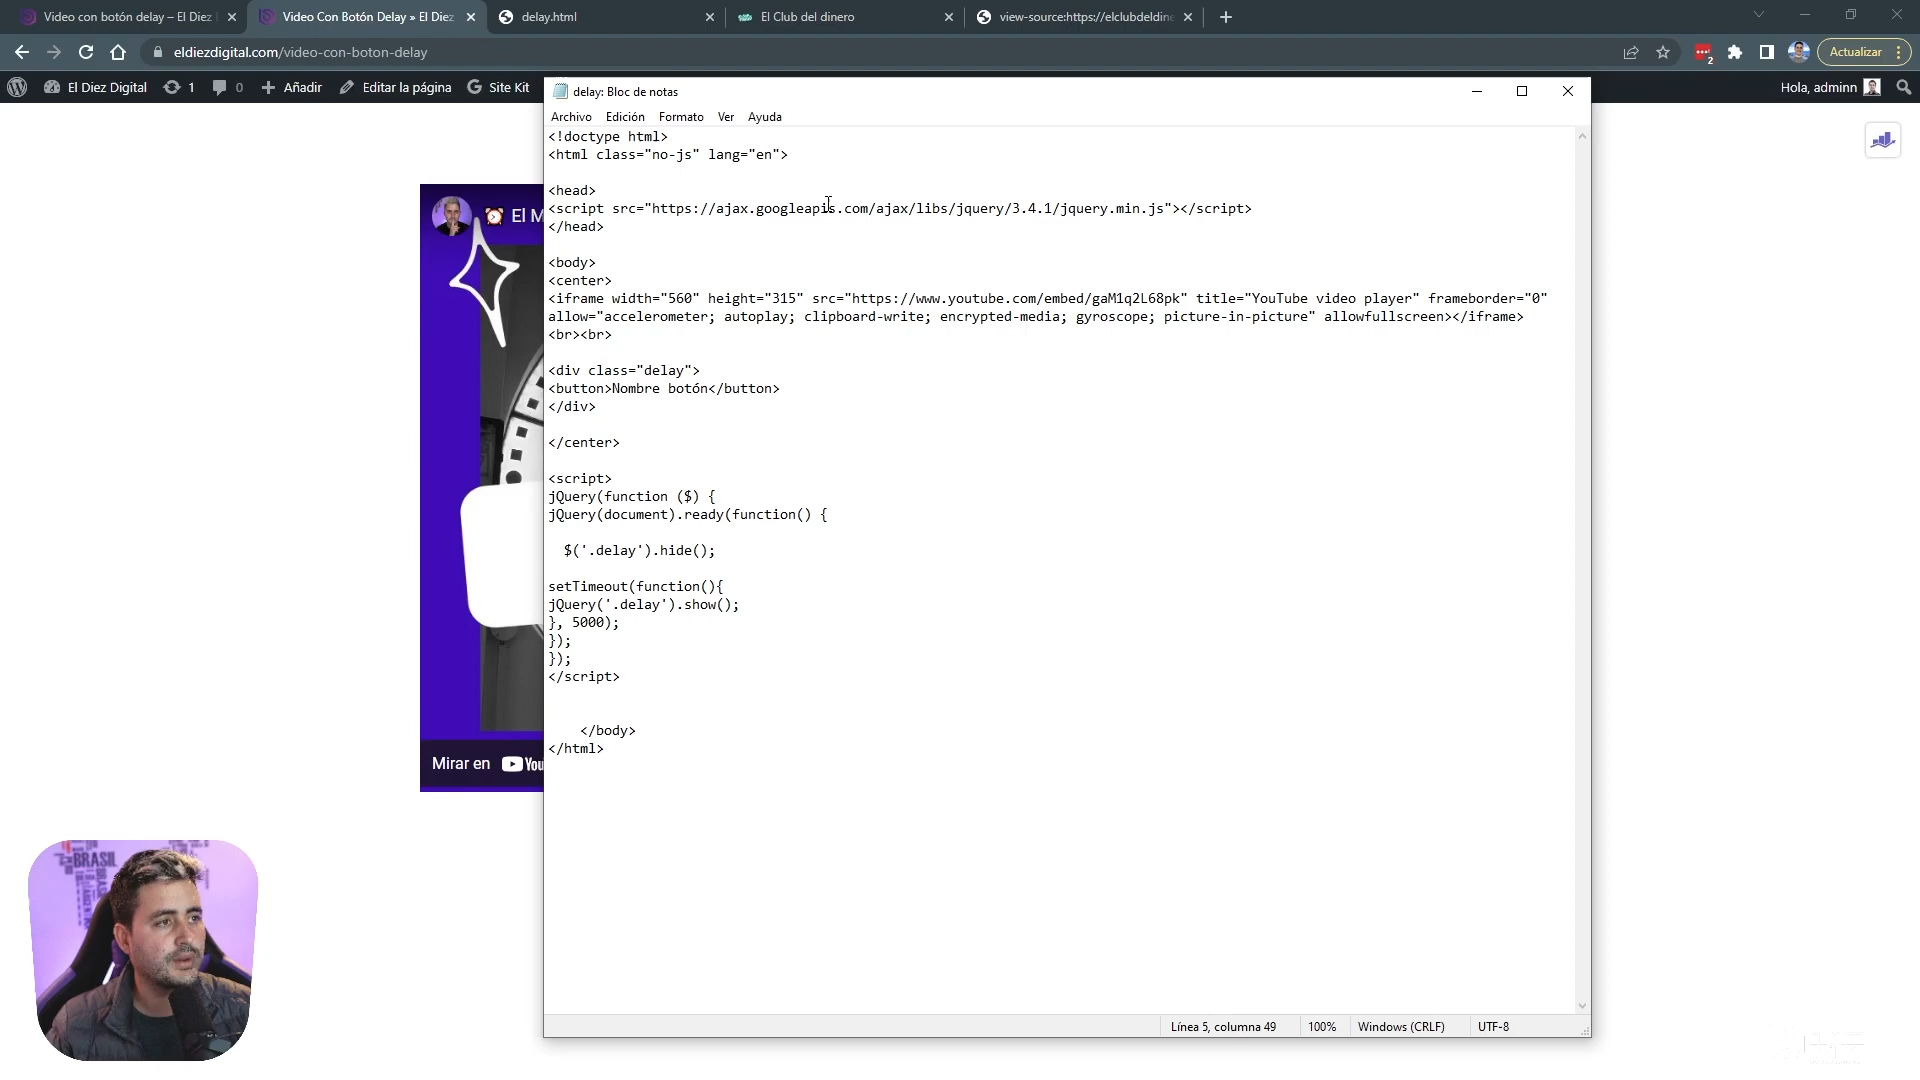 Video con botón delay – El Diez
Video Con Botón Delay » El Diez
delay.html
El Club del dinero
view-source:https://elclubdeldine
eldiezdigital.com/video-con-boton-delay
2
Actualizar
El Diez Digital
1
0
Añadir
Editar la página
Site Kit
Hola, adminn
delay: Bloc de notas
Archivo Edición Formato Ver Ayuda
<!doctype html>
<html class="no-js" lang="en">
<head>
<script src="https://ajax.googleapis.com/ajax/libs/jquery/3.4.1/jquery.min.js"></script>
</head>
<body>
<center>
<iframe width="560" height="315" src="https://www.youtube.com/embed/gaM1q2L68pk" title="YouTube video player" frameborder="0"
allow="accelerometer; autoplay; clipboard-write; encrypted-media; gyroscope; picture-in-picture" allowfullscreen></iframe>
<br><br>
<div class="delay">
<button>Nombre botón</button>
</div>
</center>
<script>
jQuery(function ($) {
jQuery(document).ready(function() {
$('.delay').hide();
setTimeout(function(){
jQuery('.delay').show();
}, 5000);
});
});
</script>
</body>
</html>
El M
Mirar en You
BRASIL
Línea 5, columna 49
100%
Windows (CRLF)
UTF-8